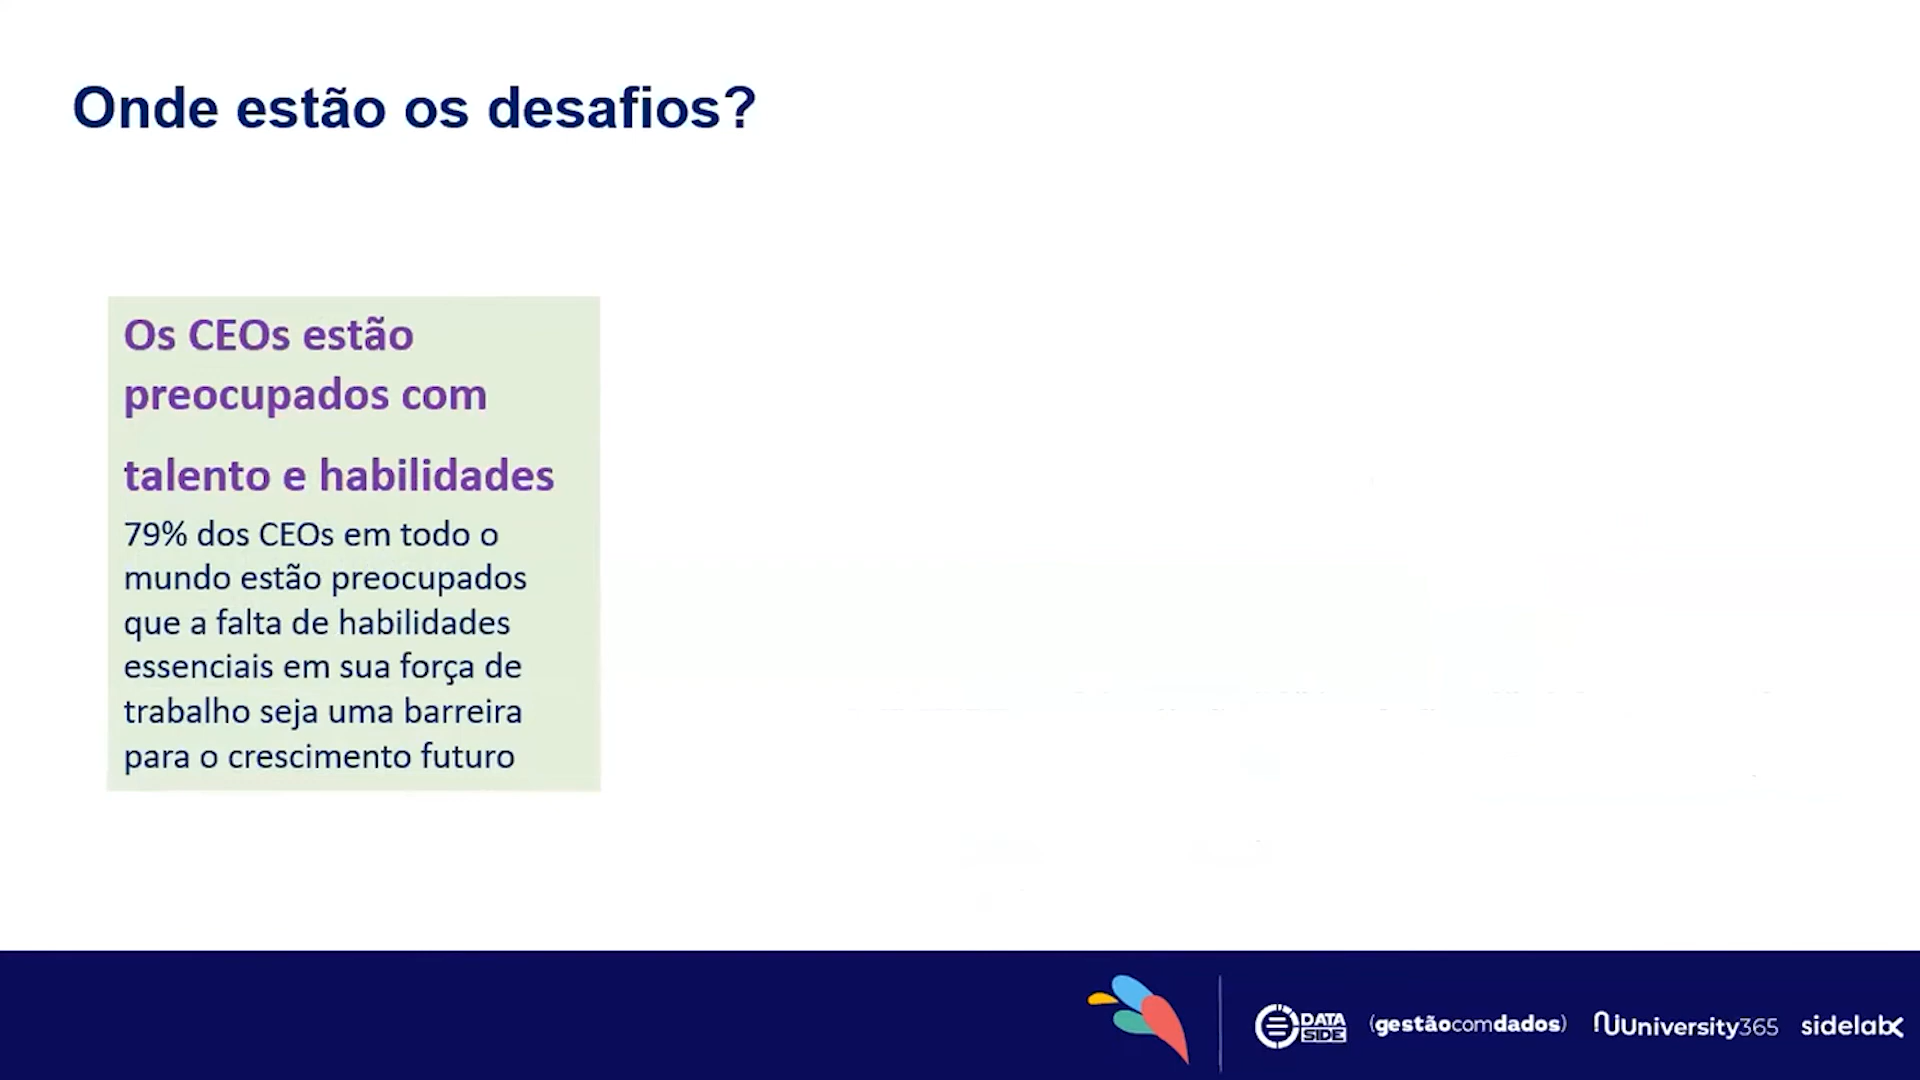 Onde estão os desafios?
Os CEOs estão
preocupados com
talento e habilidades
79% dos CEOs em todo o
mundo estão preocupados
que a falta de habilidades
essenciais em sua força de
trabalho seja uma barreira
para o crescimento futuro
DATA
SIDE
(gestãocomdados)
University365
sidelabx